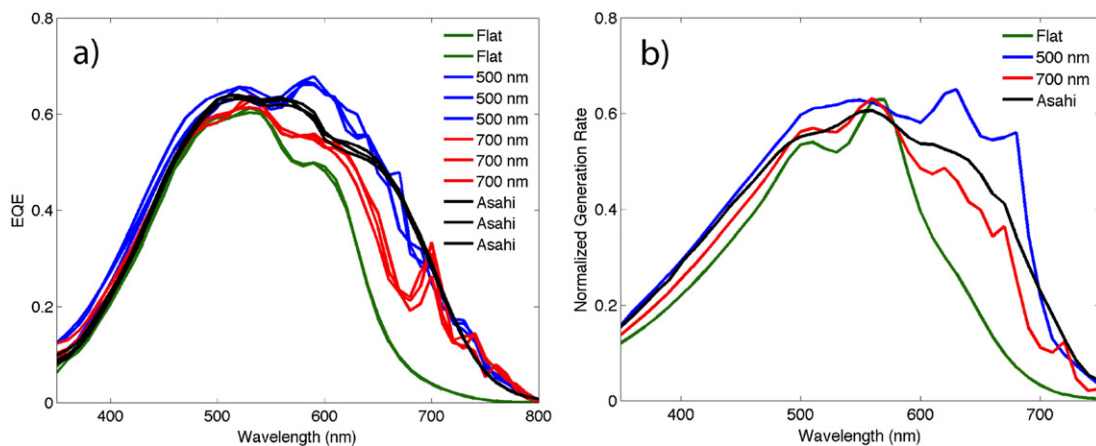 a)
EQE
0.8
0.6
0.4
0.2
0
400
500
600
700
800
Wavelength (nm)
Flat
Flat
500 nm
500 nm
500 nm
700 nm
700 nm
700 nm
Asahi
Asahi
Asahi
b)
Normalized Generation Rate
0.8
0.6
0.4
0.2
0
400
500
600
700
Wavelength (nm)
Flat
500 nm
700 nm
Asahi